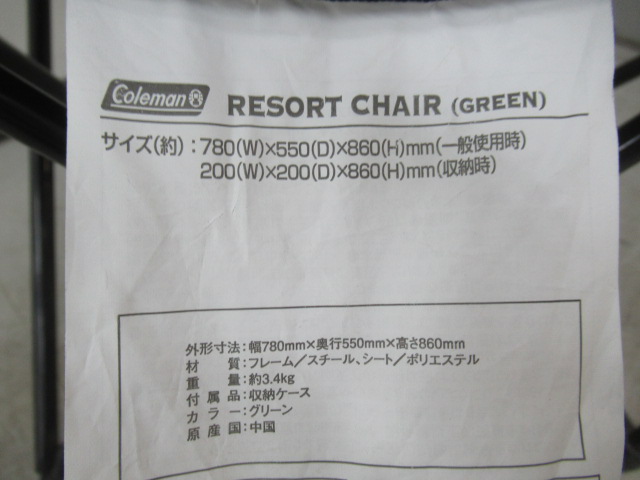 Coleman RESORT CHAIR (GREEN)
サイズ(約)：780(W)×550(D)×860(H)mm(一般使用時)
200(W)×200(D)×860(H)mm(収納時)
外形寸法：幅780mm×奥行550mm×高さ860mm
材　　質：フレーム／スチール、シート／ポリエステル
重　　量：約3.4kg
付 属 品：収納ケース
カ ラ ー：グリーン
原 産 国：中国